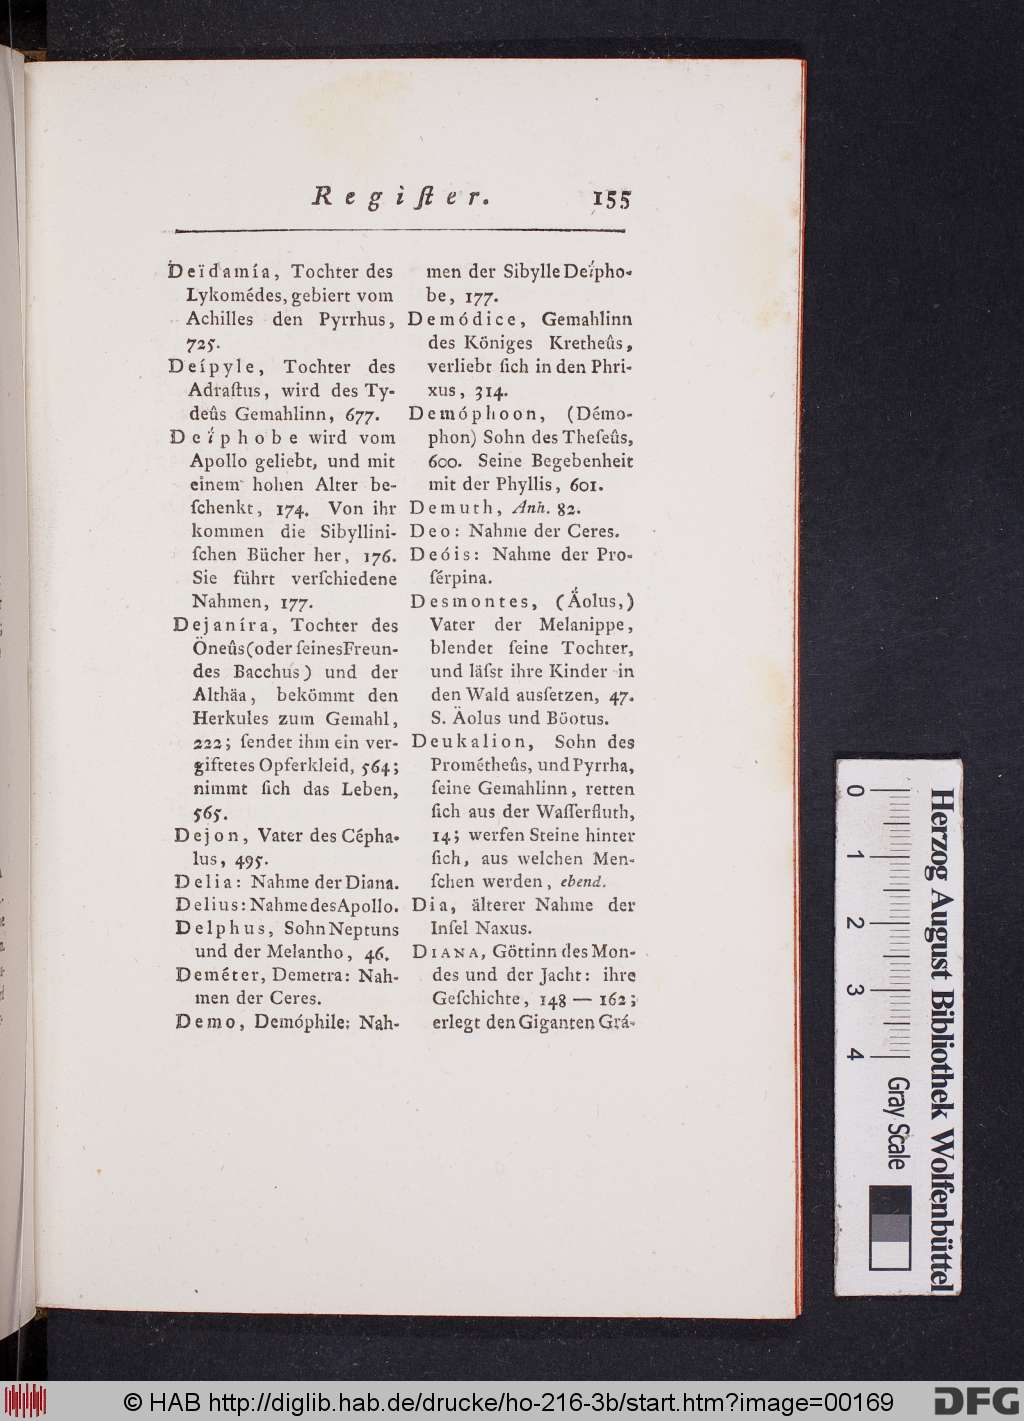 Regiſter. 155
Deïdamía, Tochter des
Lykomédes, gebiert vom
Achilles den Pyrrhus,
725.
Deípyle, Tochter des
Adraſtus, wird des Ty-
deûs Gemahlinn, 677.
Deḯphobe wird vom
Apollo geliebt, und mit
einem hohen Alter be-
ſchenkt, 174. Von ihr
kommen die Sibyllini-
ſchen Bücher her, 176.
Sie führt verſchiedene
Nahmen, 177.
Dejaníra, Tochter des
Öneûs (oder ſeines Freun-
des Bacchus) und der
Althäa, bekömmt den
Herkules zum Gemahl,
222; ſendet ihm ein ver-
giftetes Opferkleid, 564;
nimmt ſich das Leben,
565.
Dejon, Vater des Cépha-
lus, 495.
Delia: Nahme der Diana.
Delius: Nahme des Apollo.
Delphus, Sohn Neptuns
und der Melantho, 46.
Deméter, Demetra: Nah-
men der Ceres.
Demo, Demóphile: Nah-
men der Sibylle Deḯpho-
be, 177.
Demódice, Gemahlinn
des Königes Kretheûs,
verliebt ſich in den Phri-
xus, 314.
Demóphoon, (Démo-
phon) Sohn des Theſeûs,
600. Seine Begebenheit
mit der Phyllis, 601.
Demuth, Anh. 82.
Deo: Nahme der Ceres.
Deóis: Nahme der Pro-
ſérpina.
Desmontes, (Äolus,)
Vater der Melanippe,
blendet ſeine Tochter,
und läſst ihre Kinder in
den Wald ausſetzen, 47.
S. Äolus und Böotus.
Deukalion, Sohn des
Prométheûs, und Pyrrha,
ſeine Gemahlinn, retten
ſich aus der Waſſerfluth,
14; werfen Steine hinter
ſich, aus welchen Men-
ſchen werden, ebend.
Dia, älterer Nahme der
Inſel Naxus.
DIANA, Göttinn des Mon-
des und der Jacht: ihre
Geſchichte, 148 — 162;
erlegt den Giganten Grá-
0 1 2 3 4 Gray Scale
Herzog August Bibliothek Wolfenbüttel
© HAB http://diglib.hab.de/drucke/ho-216-3b/start.htm?image=00169
DFG